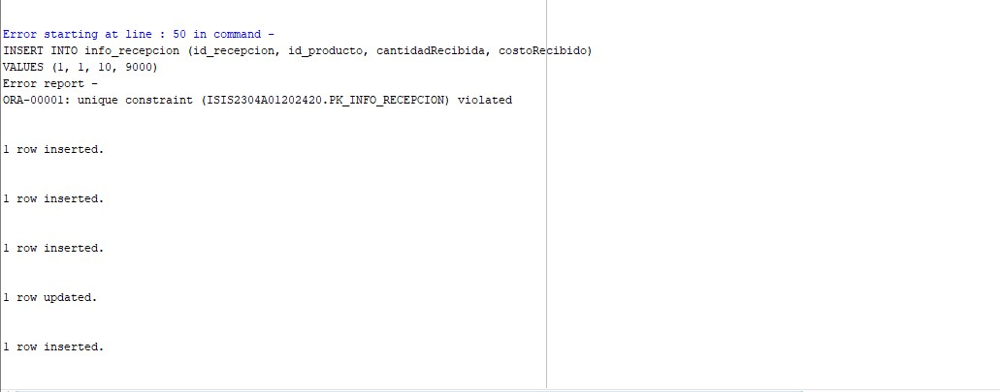 Error starting at line : 50 in command -
INSERT INTO info_recepcion (id_recepcion, id_producto, cantidadRecibida, costoRecibido)
VALUES (1, 1, 10, 9000)
Error report -
ORA-00001: unique constraint (ISIS2304A01202420.PK_INFO_RECEPCION) violated
1 row inserted.
1 row inserted.
1 row inserted.
1 row updated.
1 row inserted.